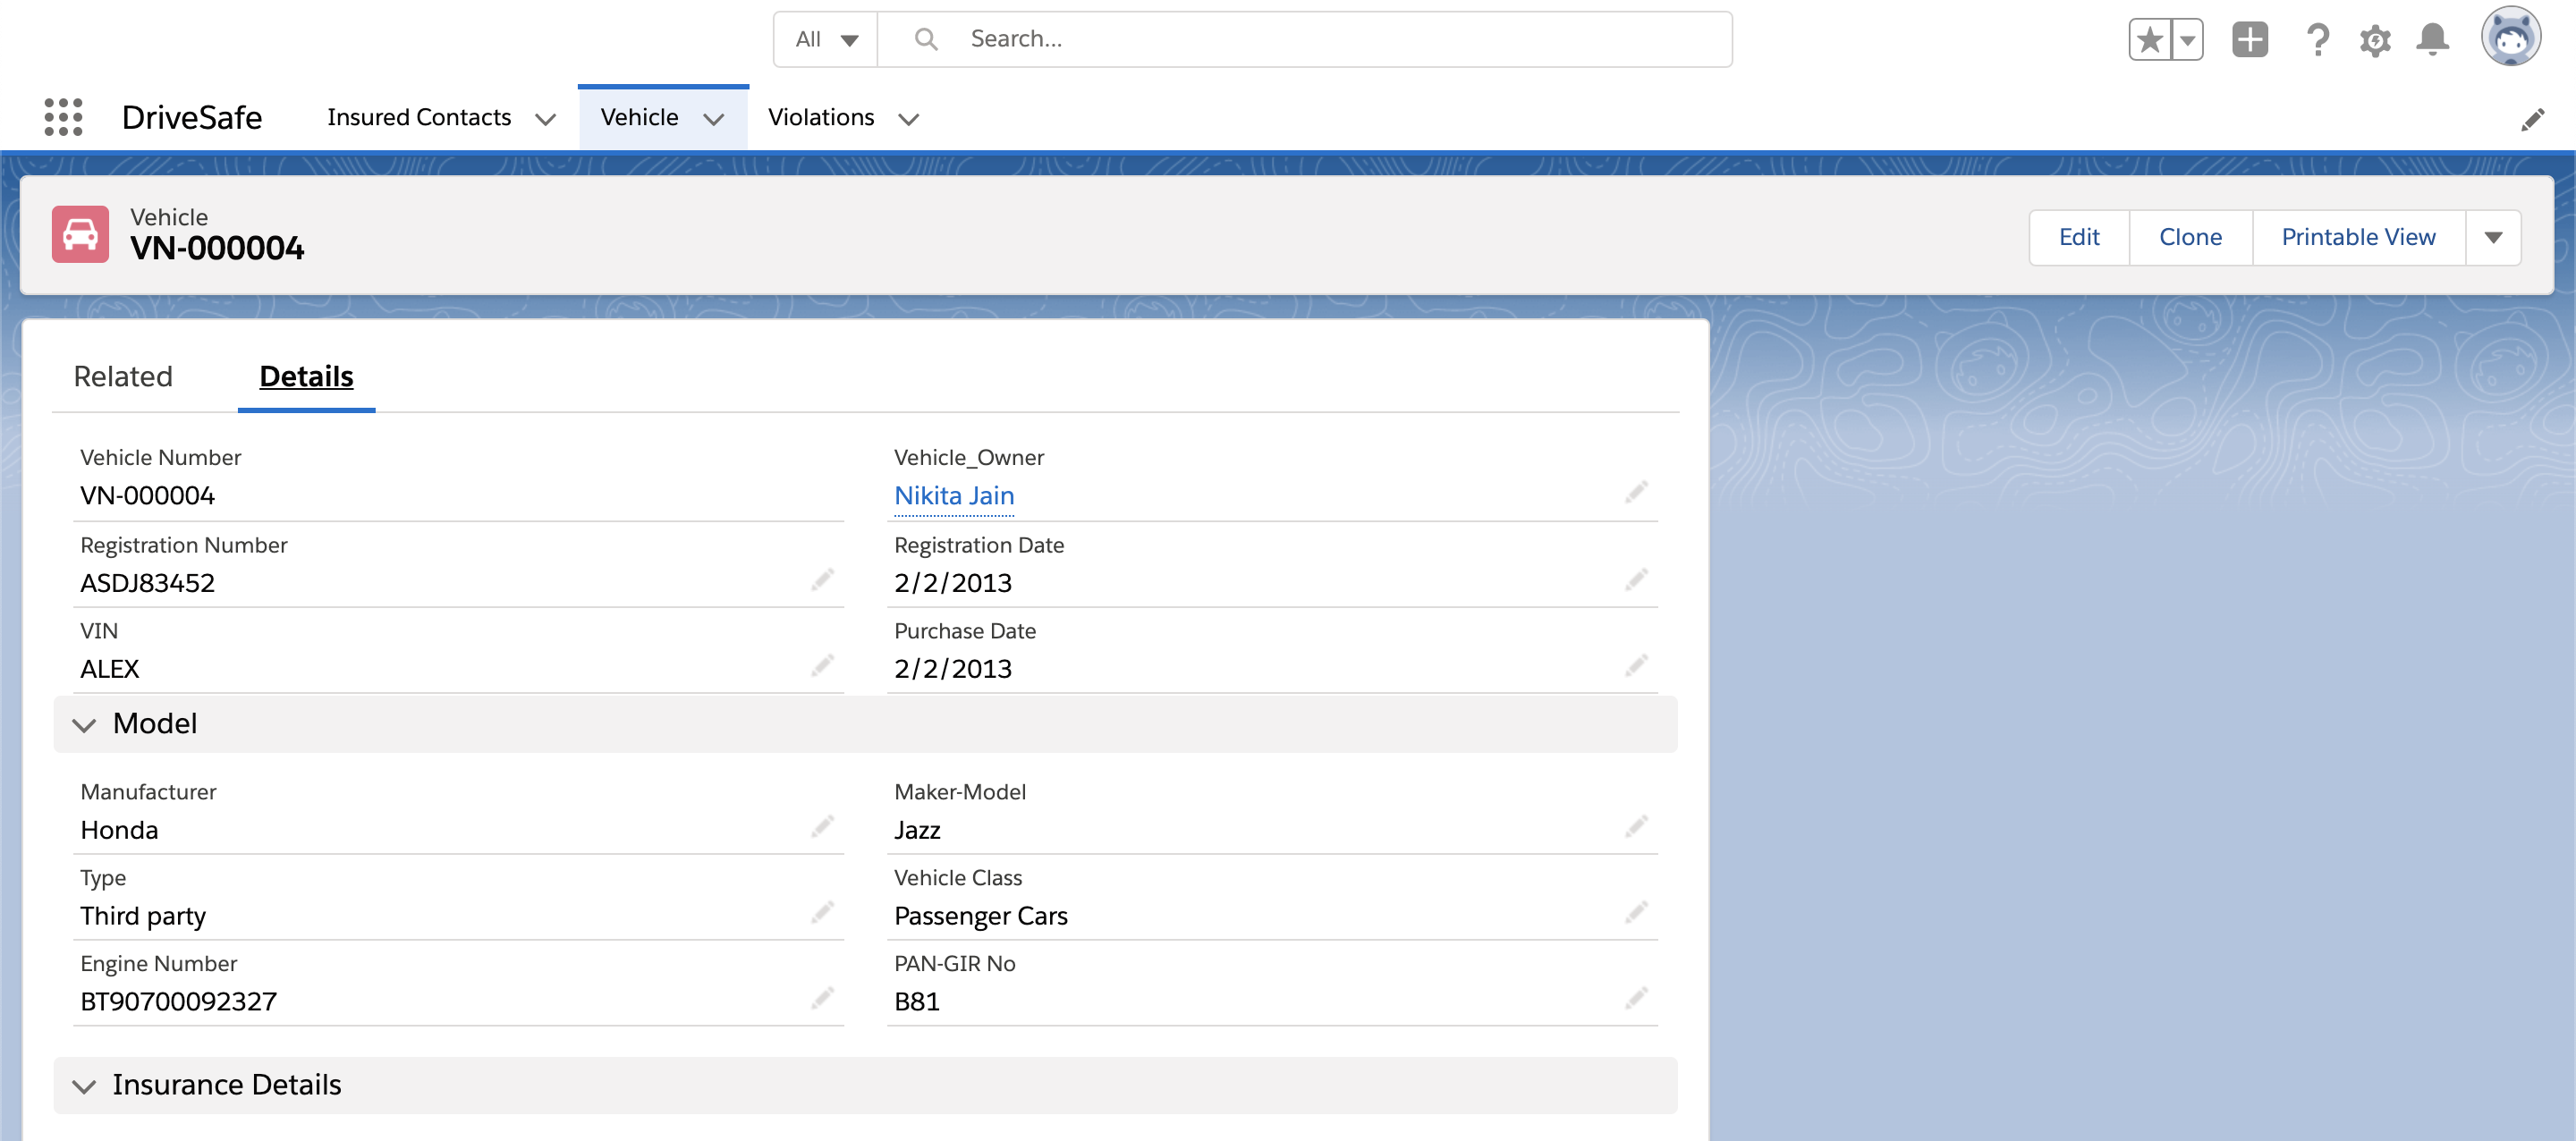 All
Search...
DriveSafe
Insured Contacts
Vehicle
Violations
Vehicle
VN-000004
Edit
Clone
Printable View
Related
Details
Vehicle Number
VN-000004
Vehicle_Owner
Nikita Jain
Registration Number
ASDJ83452
Registration Date
2/2/2013
VIN
ALEX
Purchase Date
2/2/2013
Model
Manufacturer
Honda
Maker-Model
Jazz
Type
Third party
Vehicle Class
Passenger Cars
Engine Number
BT90700092327
PAN-GIR No
B81
Insurance Details